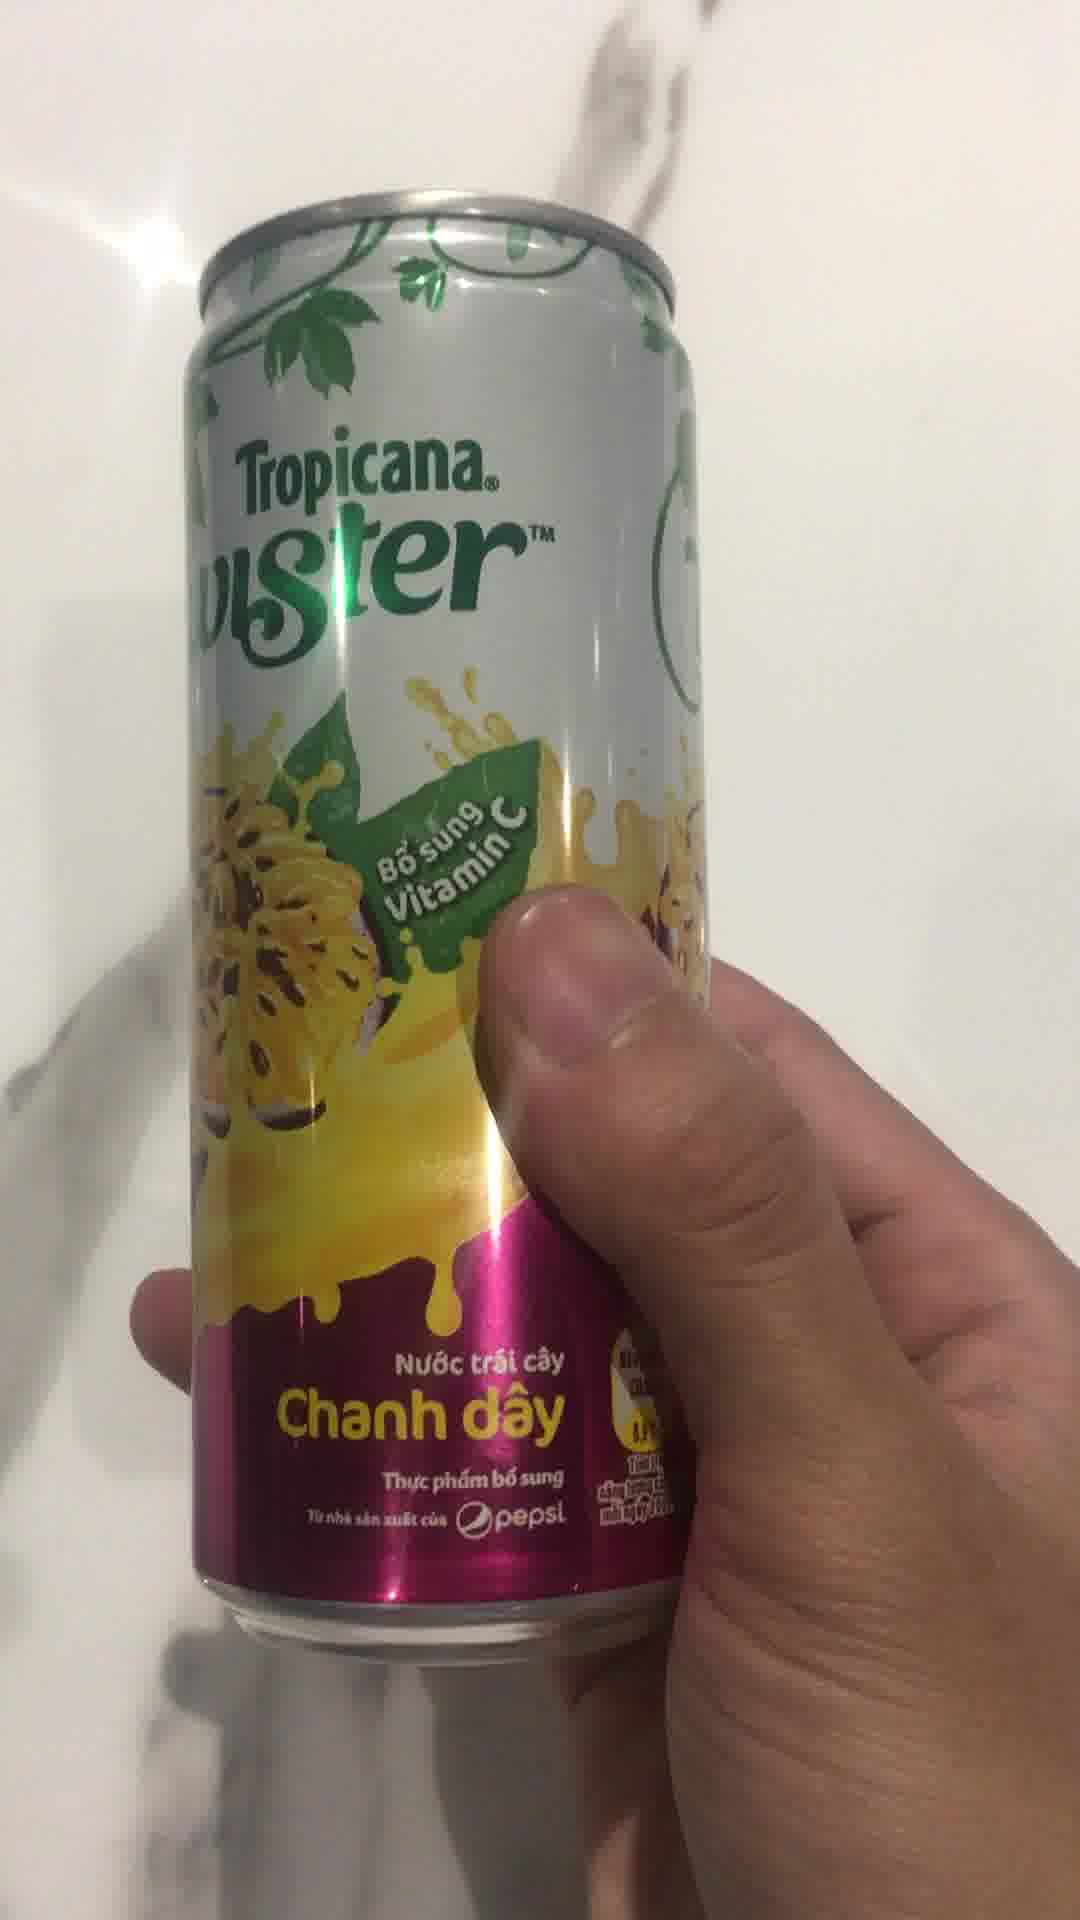 Tropicana®
ister™
Bổ sung
Vitamin C
Nước trái cây
Chanh dây
Thực phẩm bổ sung
Từ nhà sản xuất của pepsi